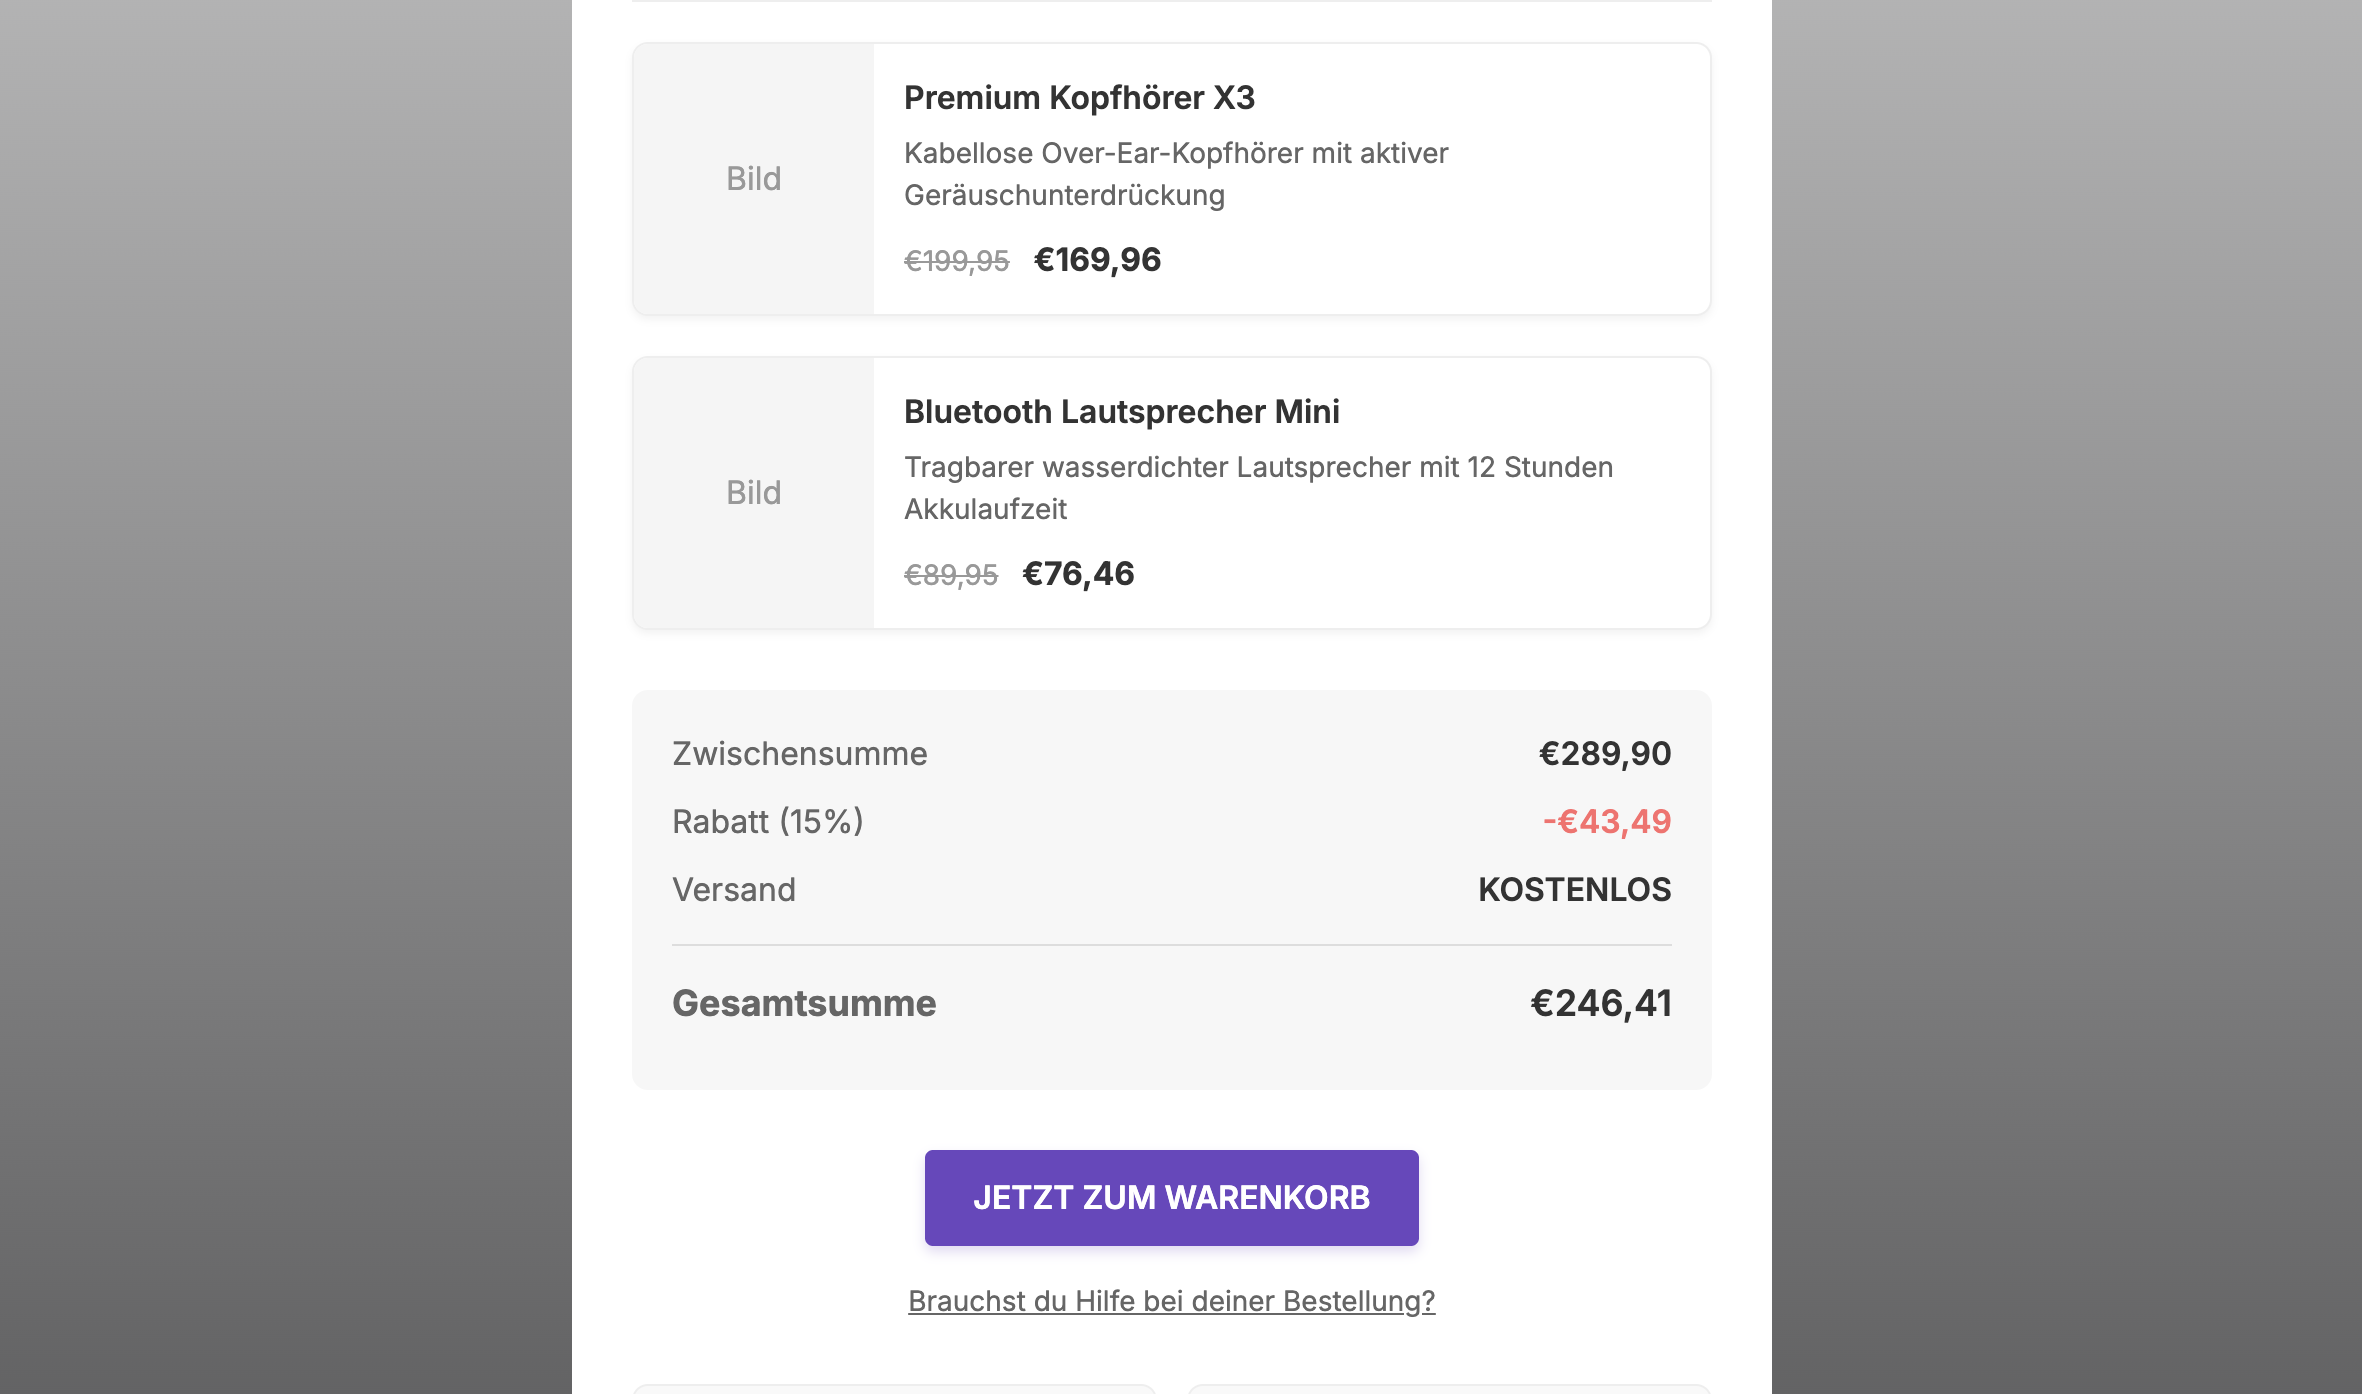 Bild
Premium Kopfhörer X3
Kabellose Over-Ear-Kopfhörer mit aktiver
Geräuschunterdrückung
€199,95 €169,96
Bild
Bluetooth Lautsprecher Mini
Tragbarer wasserdichter Lautsprecher mit 12 Stunden
Akkulaufzeit
€89,95 €76,46
Zwischensumme €289,90
Rabatt (15%) -€43,49
Versand KOSTENLOS
Gesamtsumme €246,41
JETZT ZUM WARENKORB
Brauchst du Hilfe bei deiner Bestellung?